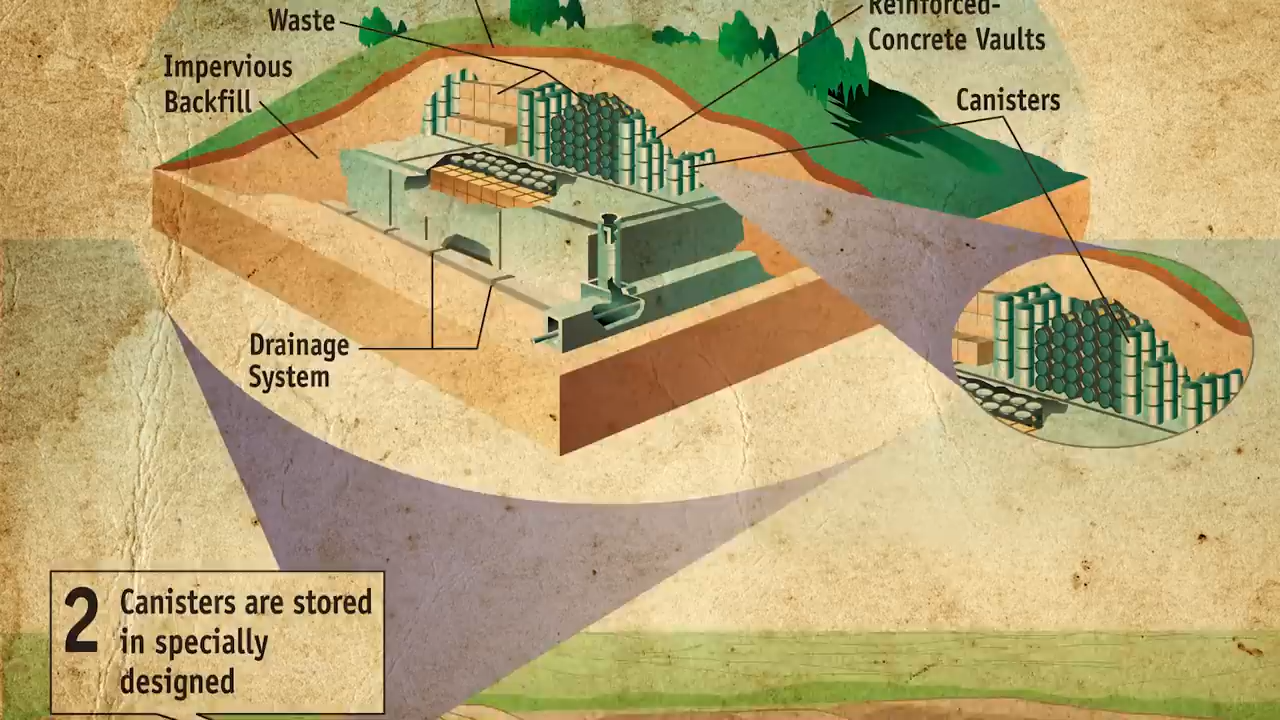 Waste
Reinforced-
Concrete Vaults
Impervious
Backfill
Canisters
Drainage
System
2
Canisters are stored
in specially
designed